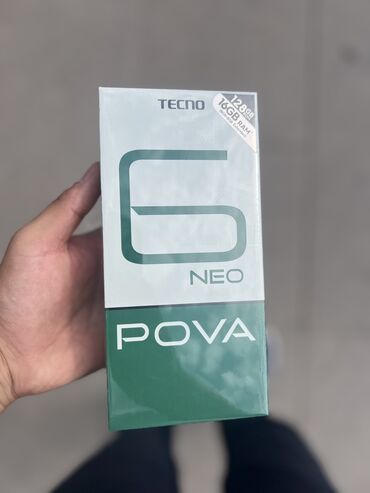 TECNO
128GB
16GB RAM*
6
NEO
POVA